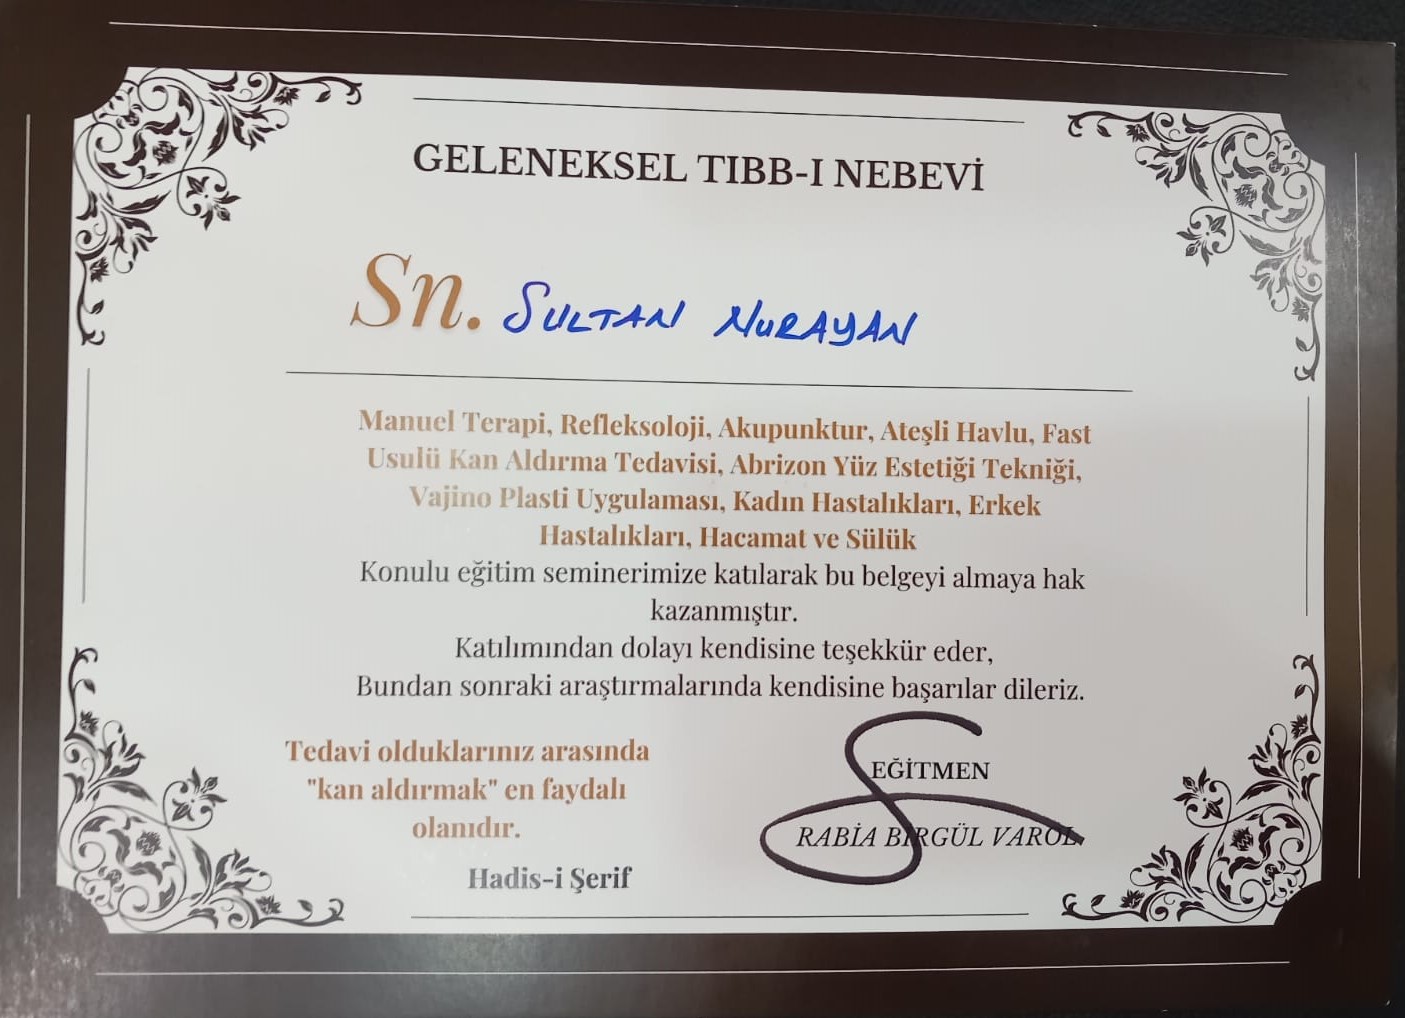 GELENEKSEL TIBB-I NEBEVİ
Sn. SULTAN NURAYAN
Manuel Terapi, Refleksoloji, Akupunktur, Ateşli Havlu, Fast
Usulü Kan Aldırma Tedavisi, Abrizon Yüz Estetiği Tekniği,
Vajino Plasti Uygulaması, Kadın Hastalıkları, Erkek
Hastalıkları, Hacamat ve Sülük
Konulu eğitim seminerimize katılarak bu belgeyi almaya hak
kazanmıştır.
Katılımından dolayı kendisine teşekkür eder,
Bundan sonraki araştırmalarında kendisine başarılar dileriz.
Tedavi olduklarınız arasında
"kan aldırmak" en faydalı
olanıdır.
Hadis-i Şerif
EĞİTMEN
RABİA BİRGÜL VAROL